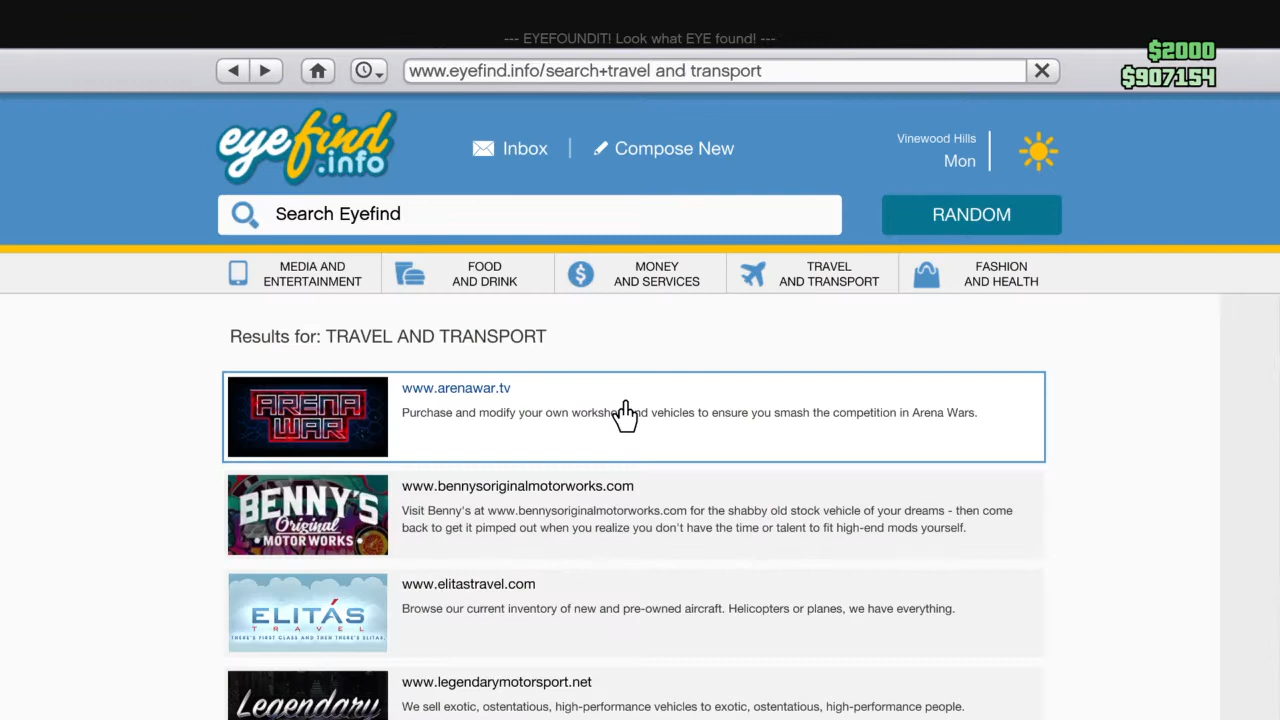 --- EYEFOUNDIT! Look what EYE found! ---
$2000
www.eyefind.info/search+travel and transport
$907154
eyefind
.info
Inbox
Compose New
Vinewood Hills
Mon
Search Eyefind
RANDOM
MEDIA AND
ENTERTAINMENT
FOOD
AND DRINK
MONEY
AND SERVICES
TRAVEL
AND TRANSPORT
FASHION
AND HEALTH
Results for: TRAVEL AND TRANSPORT
ARENA
WAR
www.arenawar.tv
Purchase and modify your own vehicles to ensure you smash the competition in Arena Wars.
BENNY'S
Original
• MOTOR WORKS •
www.bennysoriginalmotorworks.com
Visit Benny's at www.bennysoriginalmotorworks.com for the shabby old stock vehicle of your dreams - then come
back to get it pimped out when you realize you don't have the time or talent to fit high-end mods yourself.
ELITÁS
TRAVEL
THERE'S FIRST CLASS AND THEN THERE'S ELITAS.
www.elitastravel.com
Browse our current inventory of new and pre-owned aircraft. Helicopters or planes, we have everything.
Legendary
www.legendarymotorsport.net
We sell exotic, ostentatious, high-performance vehicles to exotic, ostentatious, high-performance people.